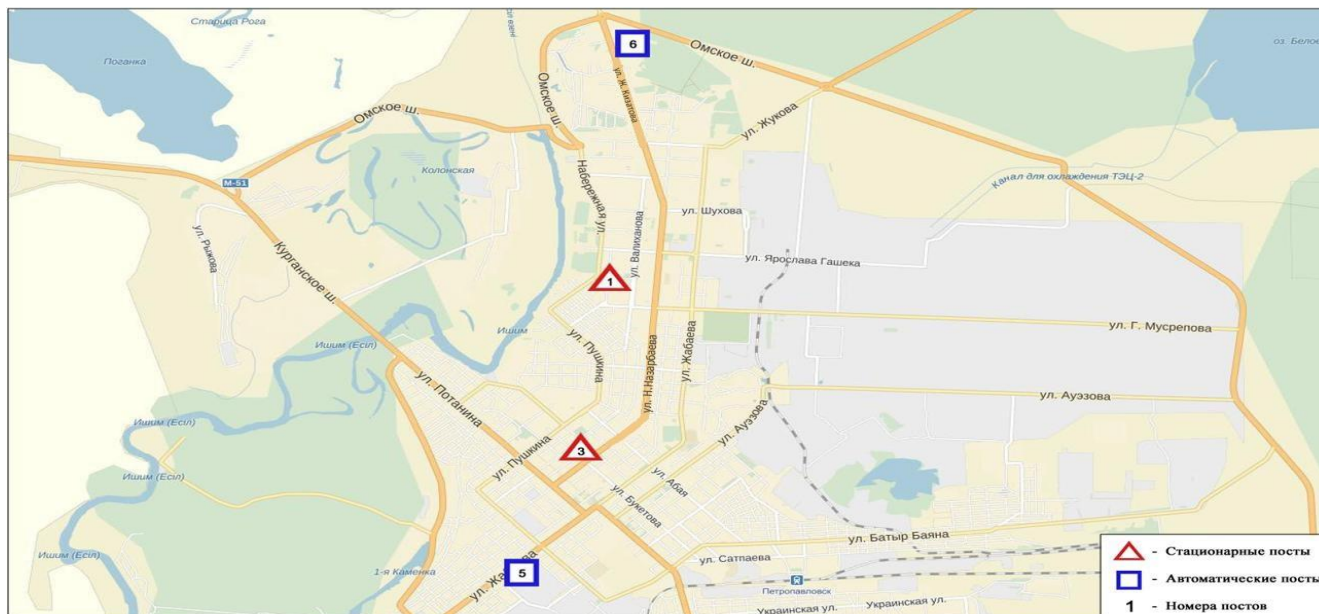 Старица Рога
6
оз. Белое
Поганка
Омское ш.
ул. Ж. Кизатова
Омское ш.
Омское ш.
ул. Жукова
Колонская
М-51
Канал для охлаждения ТЭЦ-2
Набережная ул.
ул. Шухова
ул. Рыжова
ул. Валиханова
Курганское ш.
ул. Ярослава Гашека
1
Ишим
ул. Г. Мусрепова
Ишим (Есіл)
ул. Пушкина
ул. Жабаева
ул. Н.Назарбаева
ул. Потанина
ул. Ауэзова
Ишим (Есіл)
ул. Ауэзова
ул. Пушкина
3
ул. Абая
Ишим (Есіл)
ул. Букетова
ул. Батыр Баяна
Ишим (Есіл)
ул. Сатпаева
1-я Каменка
5
Петропавловск
Украинская ул.
Украинская ул.
- Стационарные посты
- Автоматические посты
1 - Номера постов